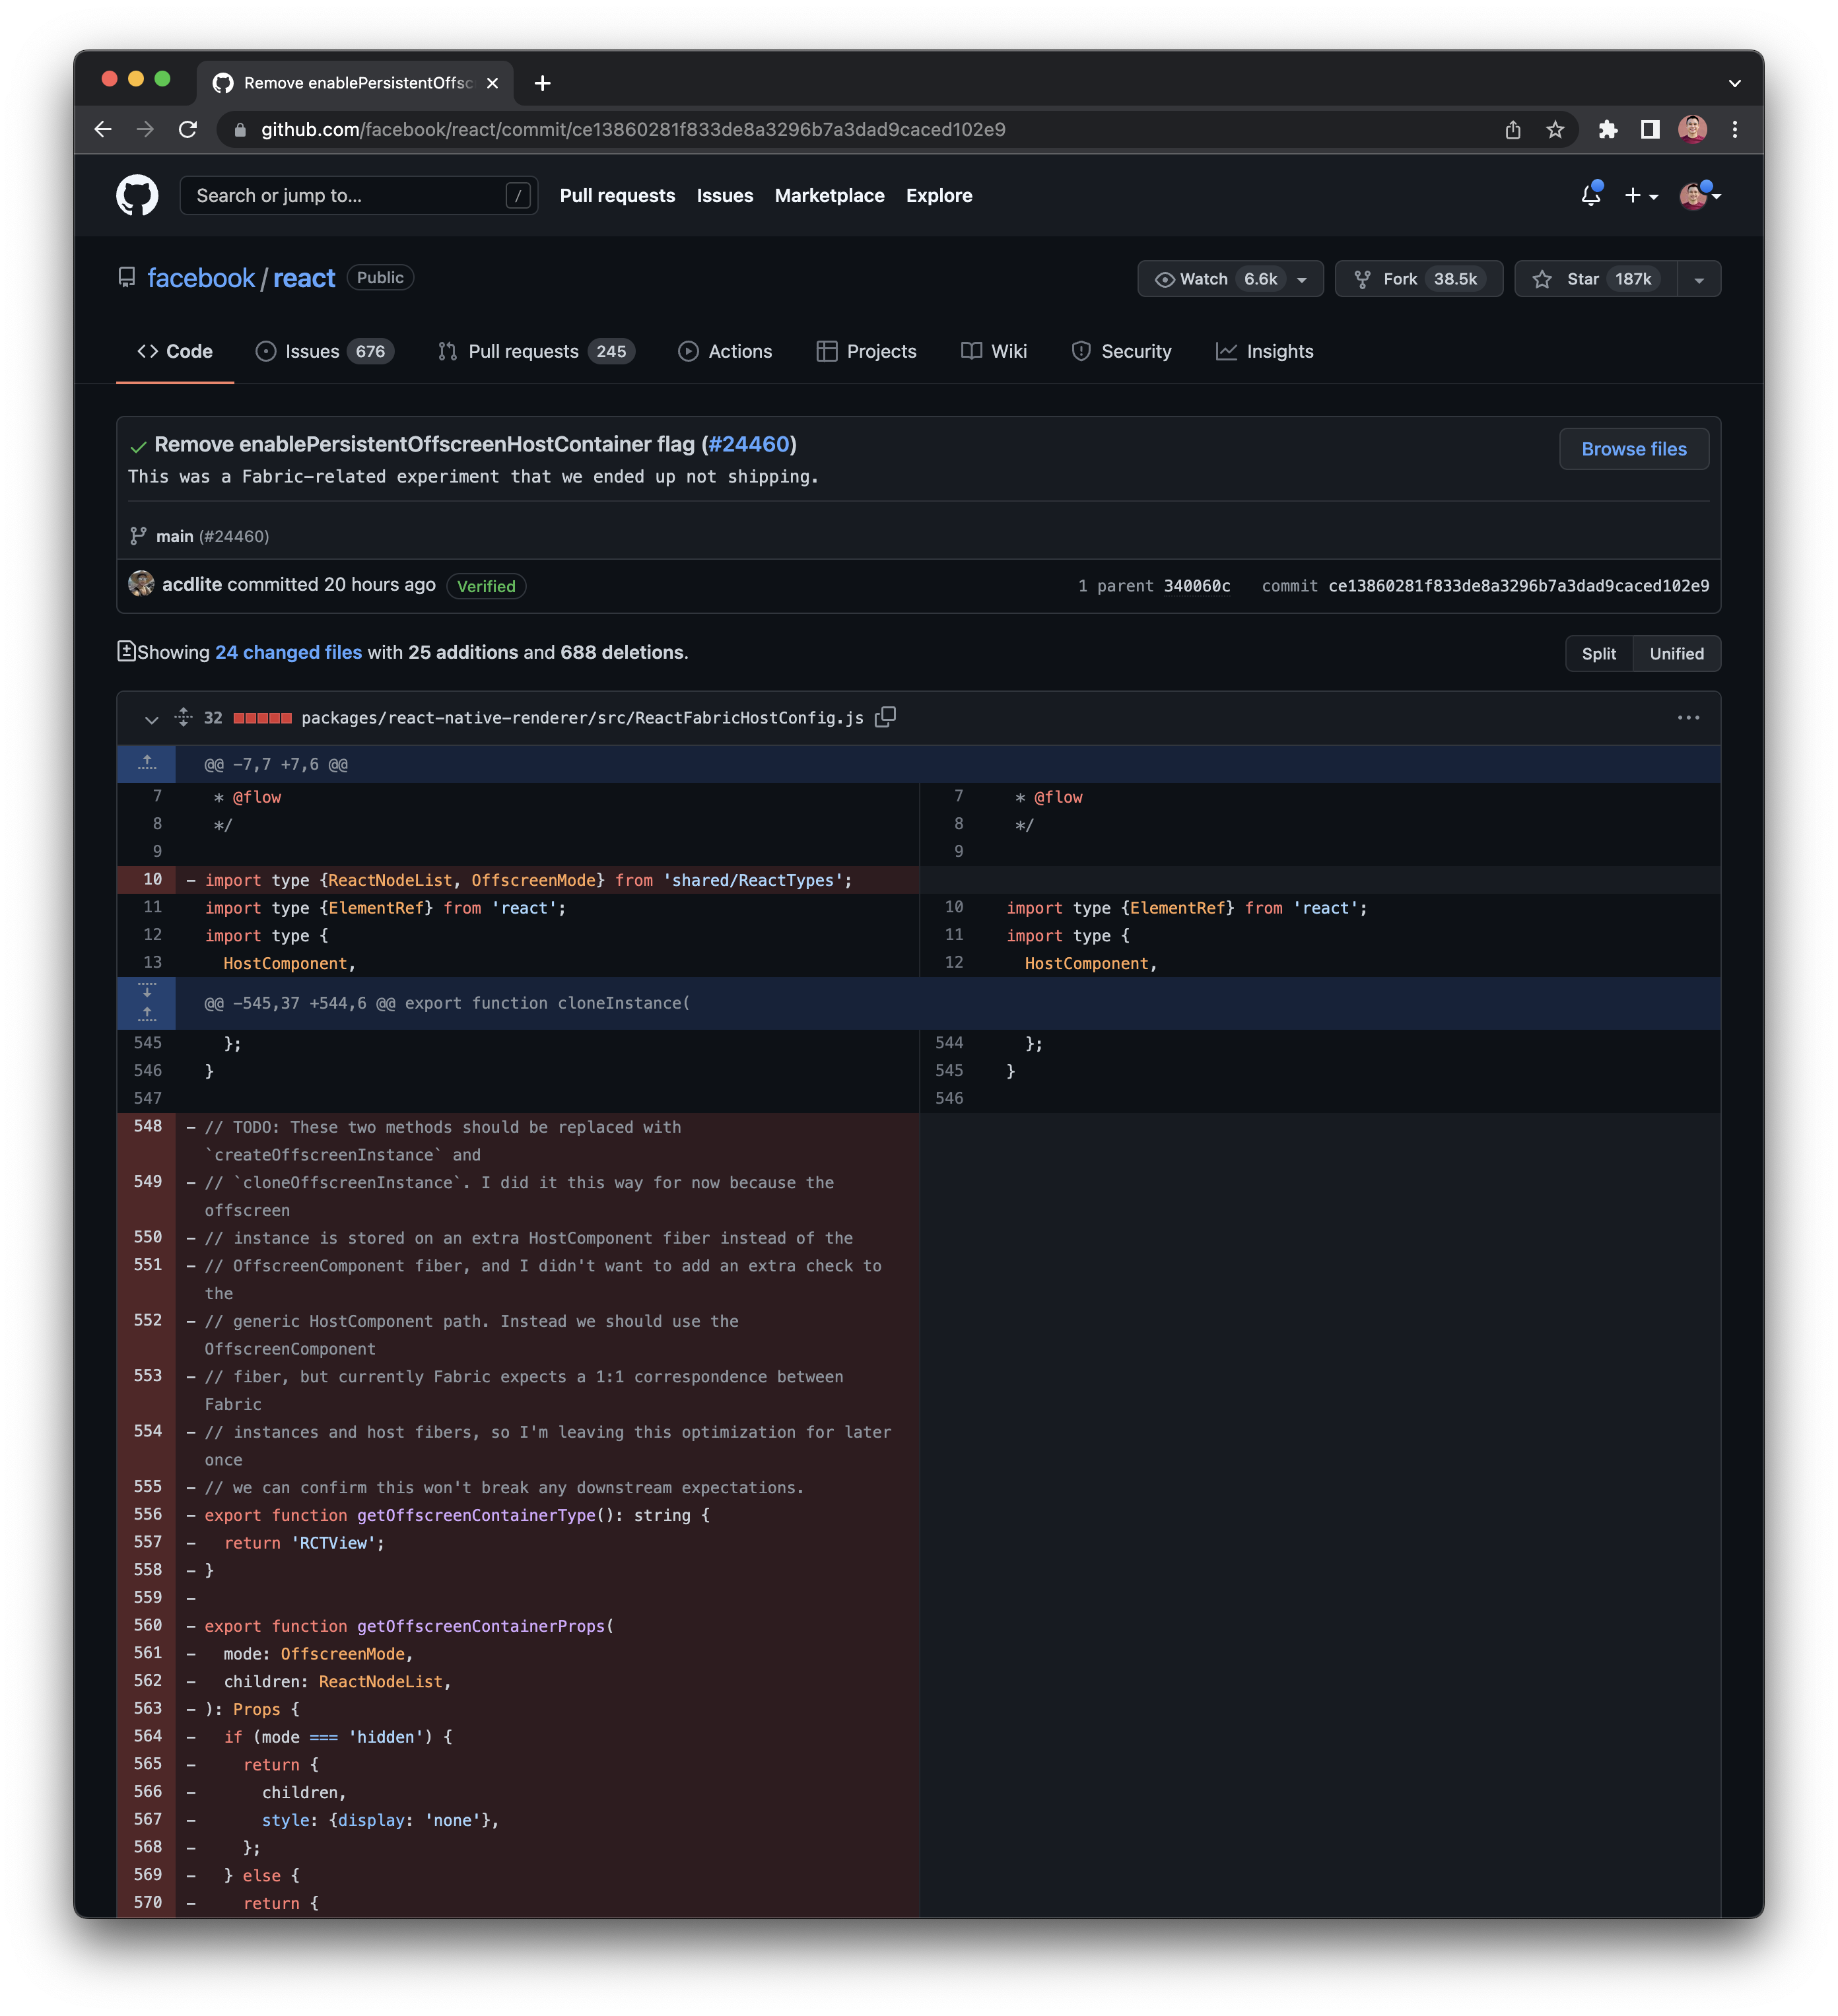 Remove enablePersistentOffsc
github.com/facebook/react/commit/ce13860281f833de8a3296b7a3dad9caced102e9
Search or jump to... / Pull requests Issues Marketplace Explore
facebook / react Public Watch 6.6k Fork 38.5k Star 187k
Code Issues 676 Pull requests 245 Actions Projects Wiki Security Insights
Remove enablePersistentOffscreenHostContainer flag (#24460) Browse files
This was a Fabric-related experiment that we ended up not shipping.
main (#24460)
acdlite committed 20 hours ago Verified 1 parent 340060c commit ce13860281f833de8a3296b7a3dad9caced102e9
Showing 24 changed files with 25 additions and 688 deletions. Split Unified
32 packages/react-native-renderer/src/ReactFabricHostConfig.js
@@ -7,7 +7,6 @@
7 * @flow 7 * @flow
8 */ 8 */
9 9
10 - import type {ReactNodeList, OffscreenMode} from 'shared/ReactTypes';
11 import type {ElementRef} from 'react'; 10 import type {ElementRef} from 'react';
12 import type { 11 import type {
13 HostComponent, 12 HostComponent,
@@ -545,37 +544,6 @@ export function cloneInstance(
545 }; 544 };
546 } 545 }
547 546
548 - // TODO: These two methods should be replaced with
`createOffscreenInstance` and
549 - // `cloneOffscreenInstance`. I did it this way for now because the
offscreen
550 - // instance is stored on an extra HostComponent fiber instead of the
551 - // OffscreenComponent fiber, and I didn't want to add an extra check to
the
552 - // generic HostComponent path. Instead we should use the
OffscreenComponent
553 - // fiber, but currently Fabric expects a 1:1 correspondence between
Fabric
554 - // instances and host fibers, so I'm leaving this optimization for later
once
555 - // we can confirm this won't break any downstream expectations.
556 - export function getOffscreenContainerType(): string {
557 - return 'RCTView';
558 - }
559 -
560 - export function getOffscreenContainerProps(
561 - mode: OffscreenMode,
562 - children: ReactNodeList,
563 - ): Props {
564 - if (mode === 'hidden') {
565 - return {
566 - children,
567 - style: {display: 'none'},
568 - };
569 - } else {
570 - return {